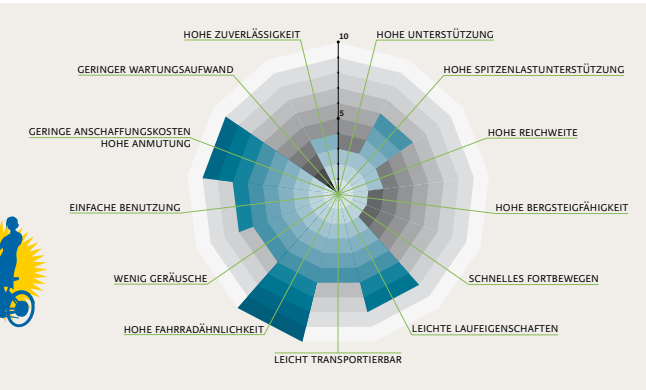 10
HOHE ZUVERLÄSSIGKEIT
HOHE UNTERSTÜTZUNG
GERINGER WARTUNGSAUFWAND
HOHE SPITZENLASTUNTERSTÜTZUNG
5
GERINGE ANSCHAFFUNGSKOSTEN
HOHE ANMUTUNG
HOHE REICHWEITE
EINFACHE BENUTZUNG
HOHE BERGSTEIGFÄHIGKEIT
WENIG GERÄUSCHE
SCHNELLES FORTBEWEGEN
HOHE FAHRRADÄHNLICHKEIT
LEICHTE LAUFEIGENSCHAFTEN
LEICHT TRANSPORTIERBAR